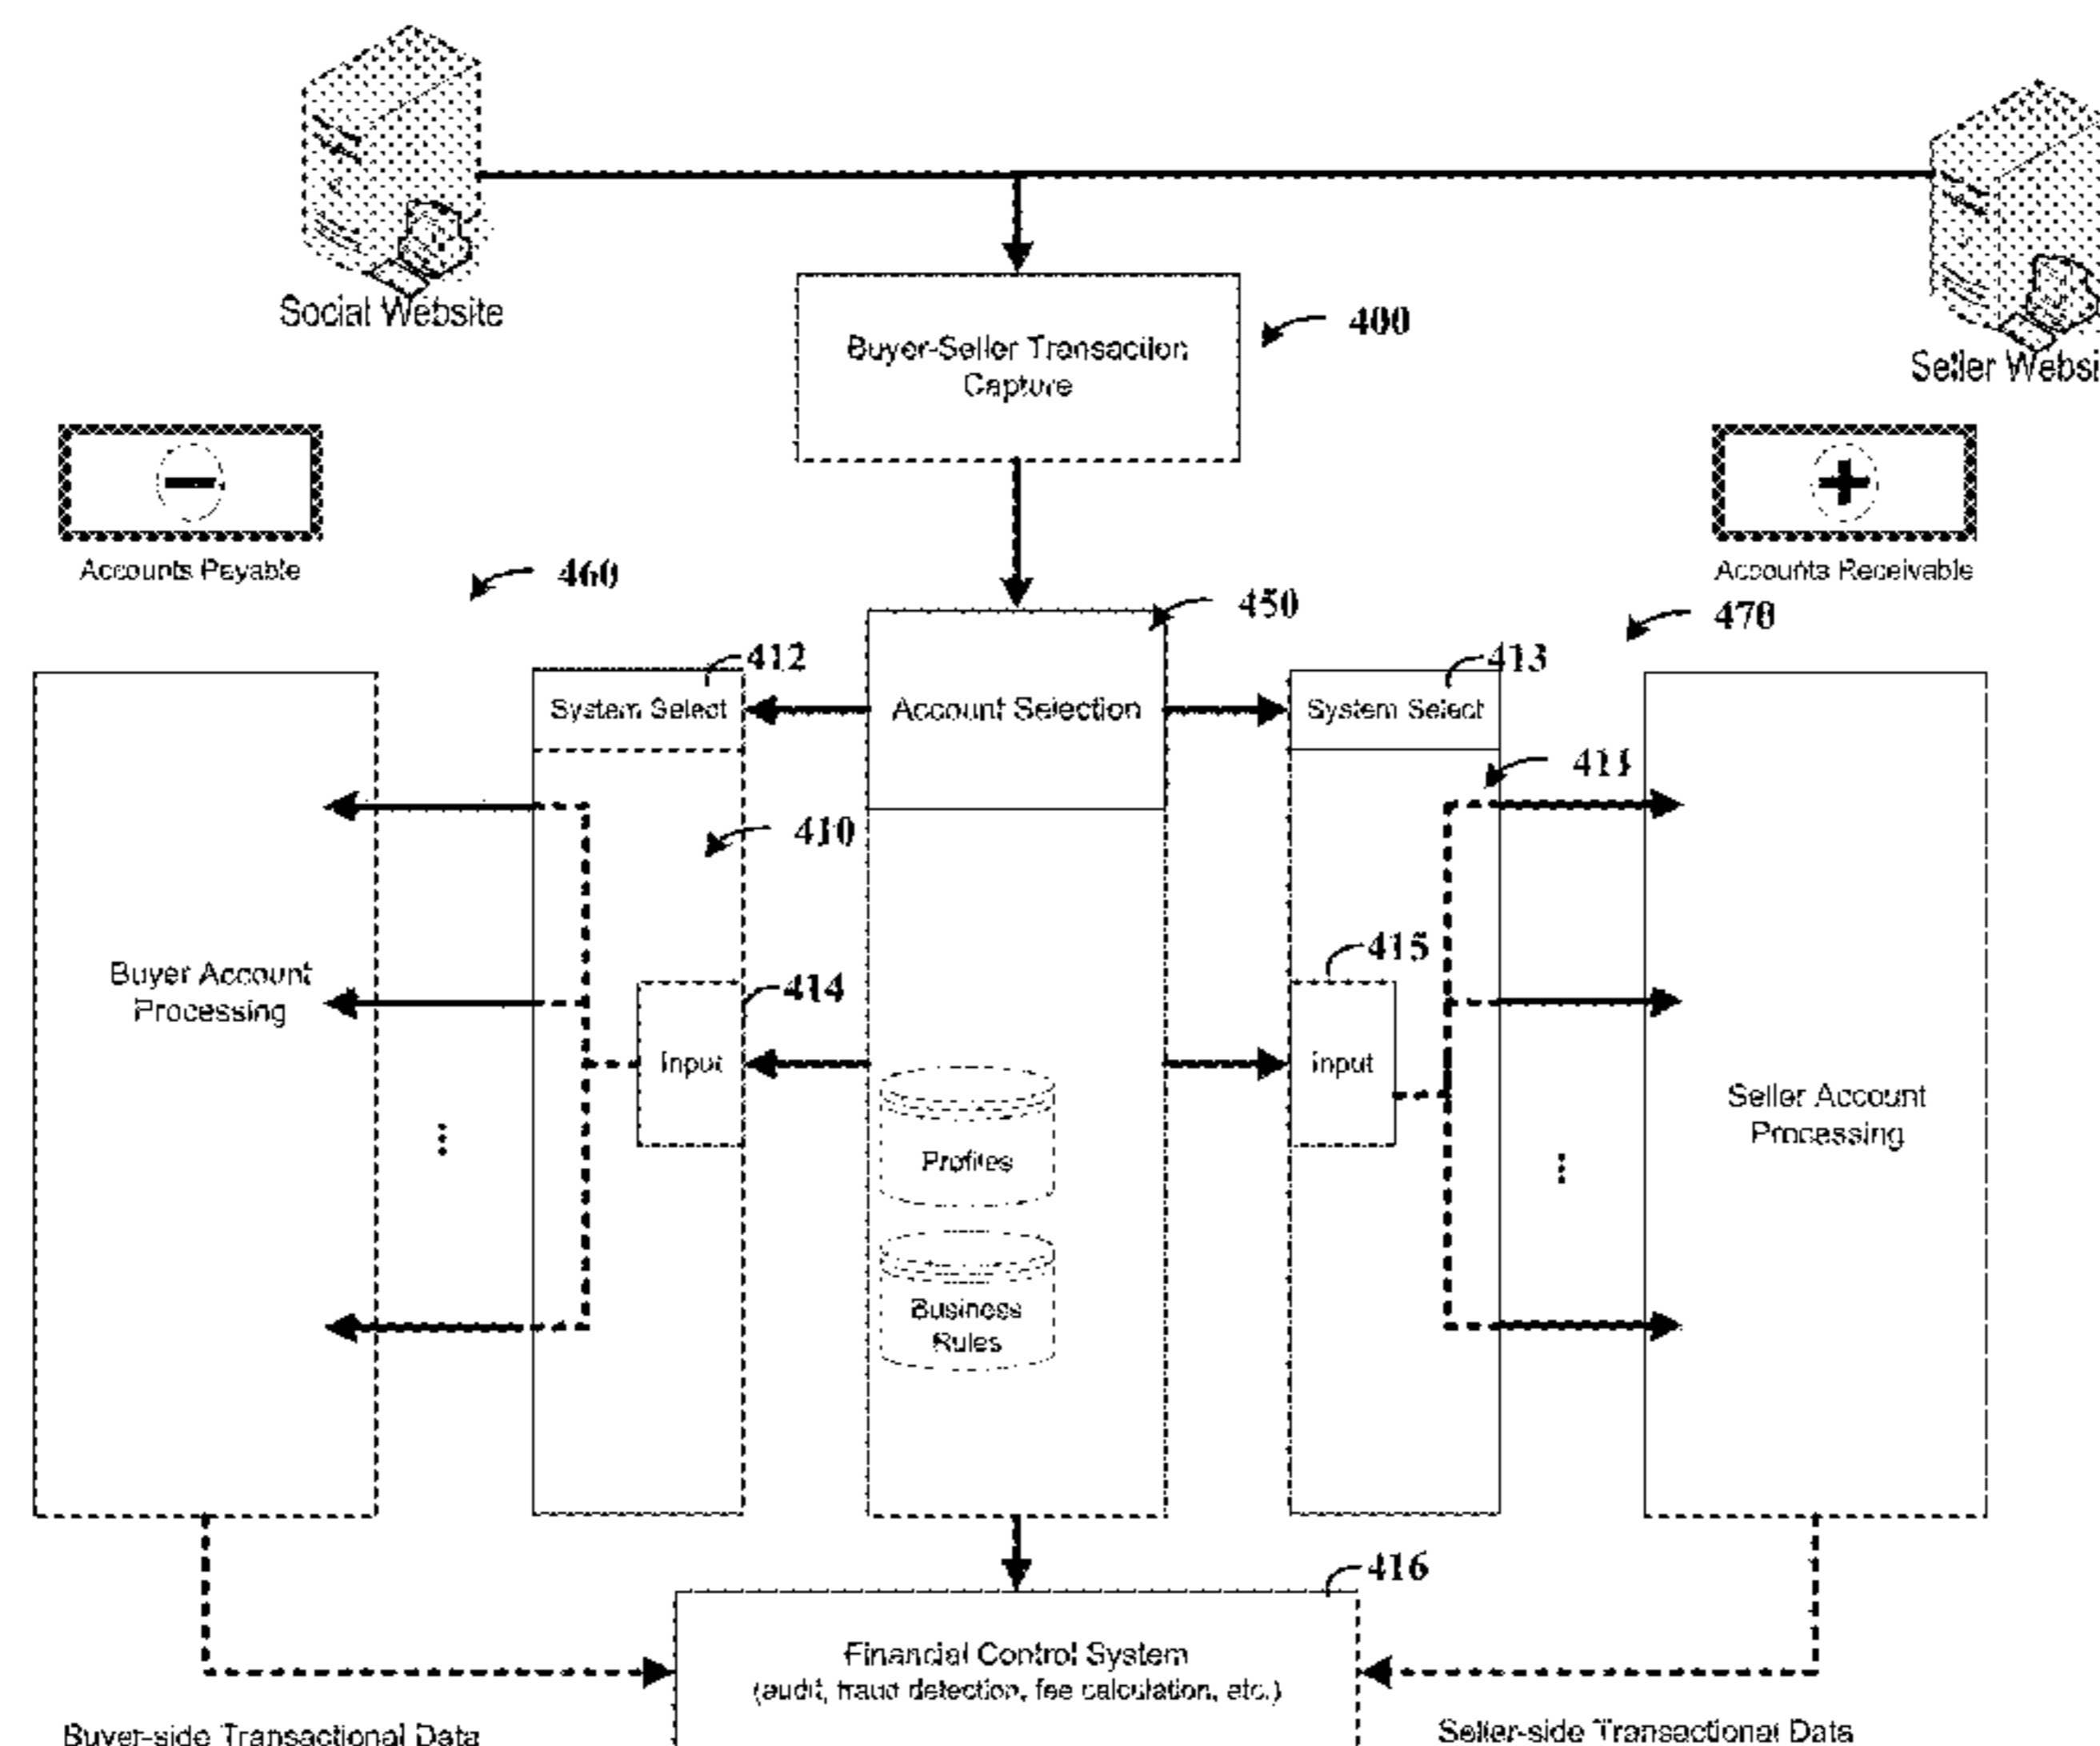 Social Website
Seller Websi
Buyer-Seller Transaction
Capture
400
Accounts Payable
Accounts Receivable
460
450
470
412
413
System Select
Account Selection
System Select
411
410
415
Buyer Account
Processing
414
Input
Input
Seller Account
Processing
Profiles
Business
Rules
416
Financial Control System
(audit, fraud detection, fee calculation, etc.)
Buyer-side Transactional Data
Seller-side Transactional Data